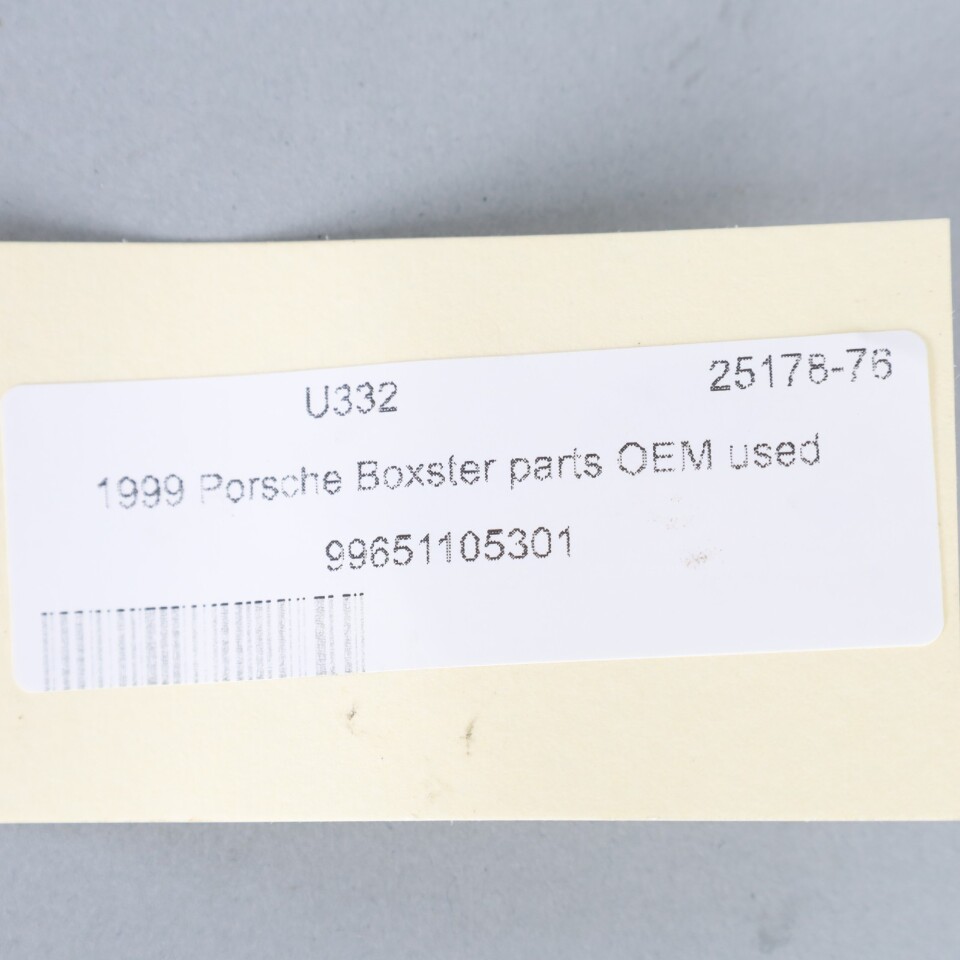 U332 25178-76
1999 Porsche Boxster parts OEM used
99651105301